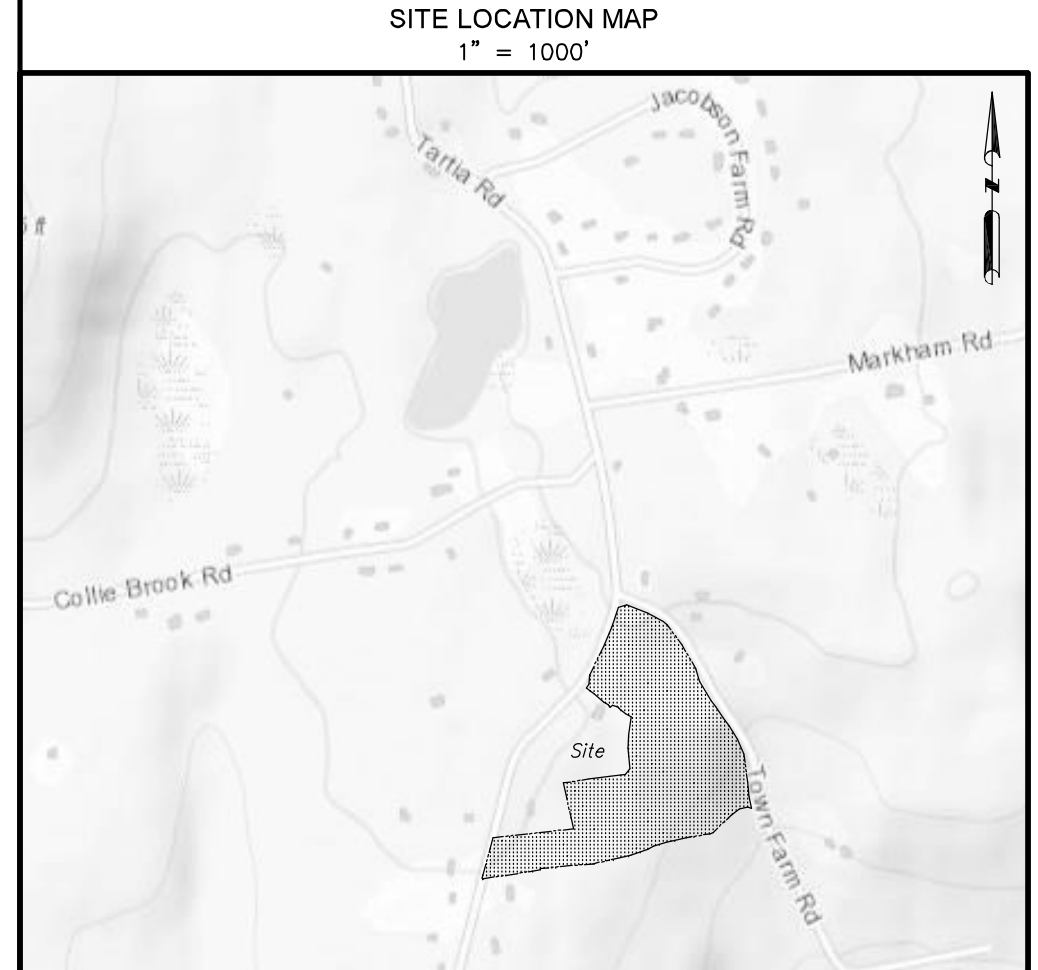 SITE LOCATION MAP
1” = 1000’
Jacobson Farm Rd
Tartia Rd
ft
N
Markham Rd
Collie Brook Rd
Site
Town Farm Rd